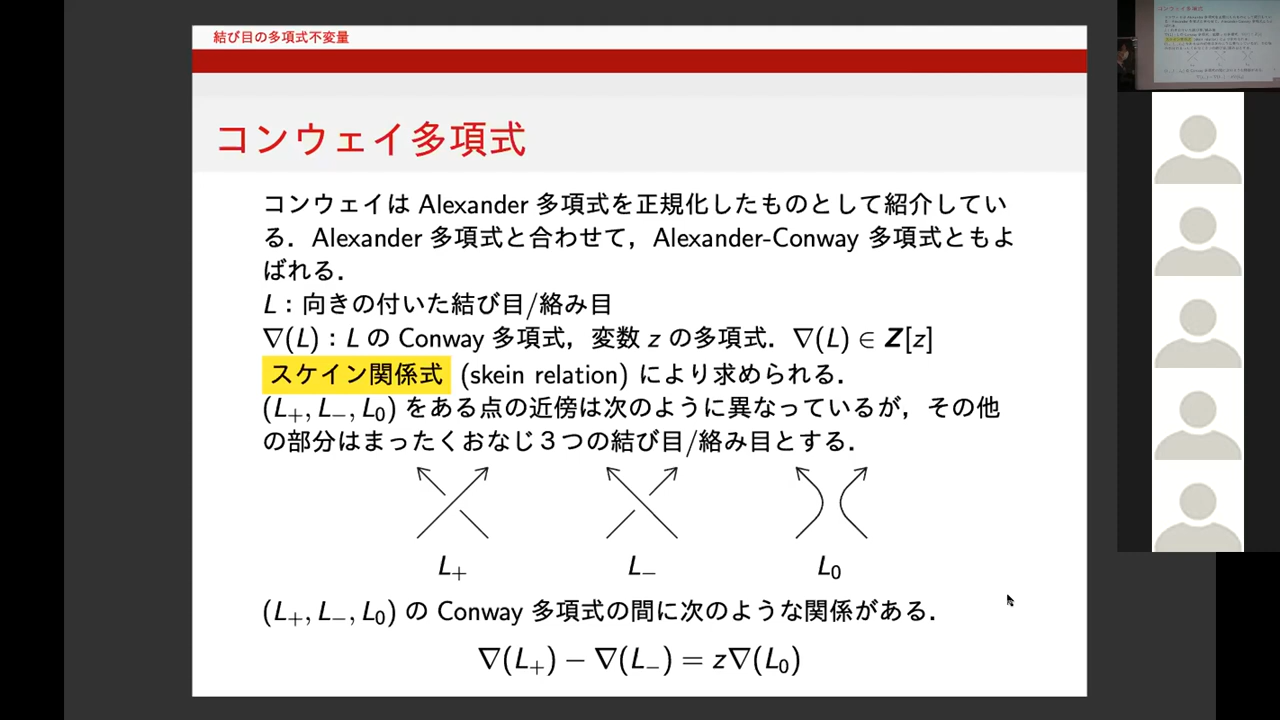 結び目の多項式不変量
コンウェイ多項式
コンウェイは Alexander 多項式を正規化したものとして紹介してい
る．Alexander 多項式と合わせて，Alexander-Conway 多項式ともよ
ばれる．
L：向きの付いた結び目/絡み目
∇(L)：L の Conway 多項式，変数 z の多項式．∇(L) ∈ Z[z]
スケイン関係式 (skein relation) により求められる．
(L₊, L₋, L₀) をある点の近傍は次のように異なっているが，その他
の部分はまったくおなじ３つの結び目/絡み目とする．
L₊ L₋ L₀
(L₊, L₋, L₀) の Conway 多項式の間に次のような関係がある．
∇(L₊) − ∇(L₋) = z∇(L₀)
コンウェイ多項式